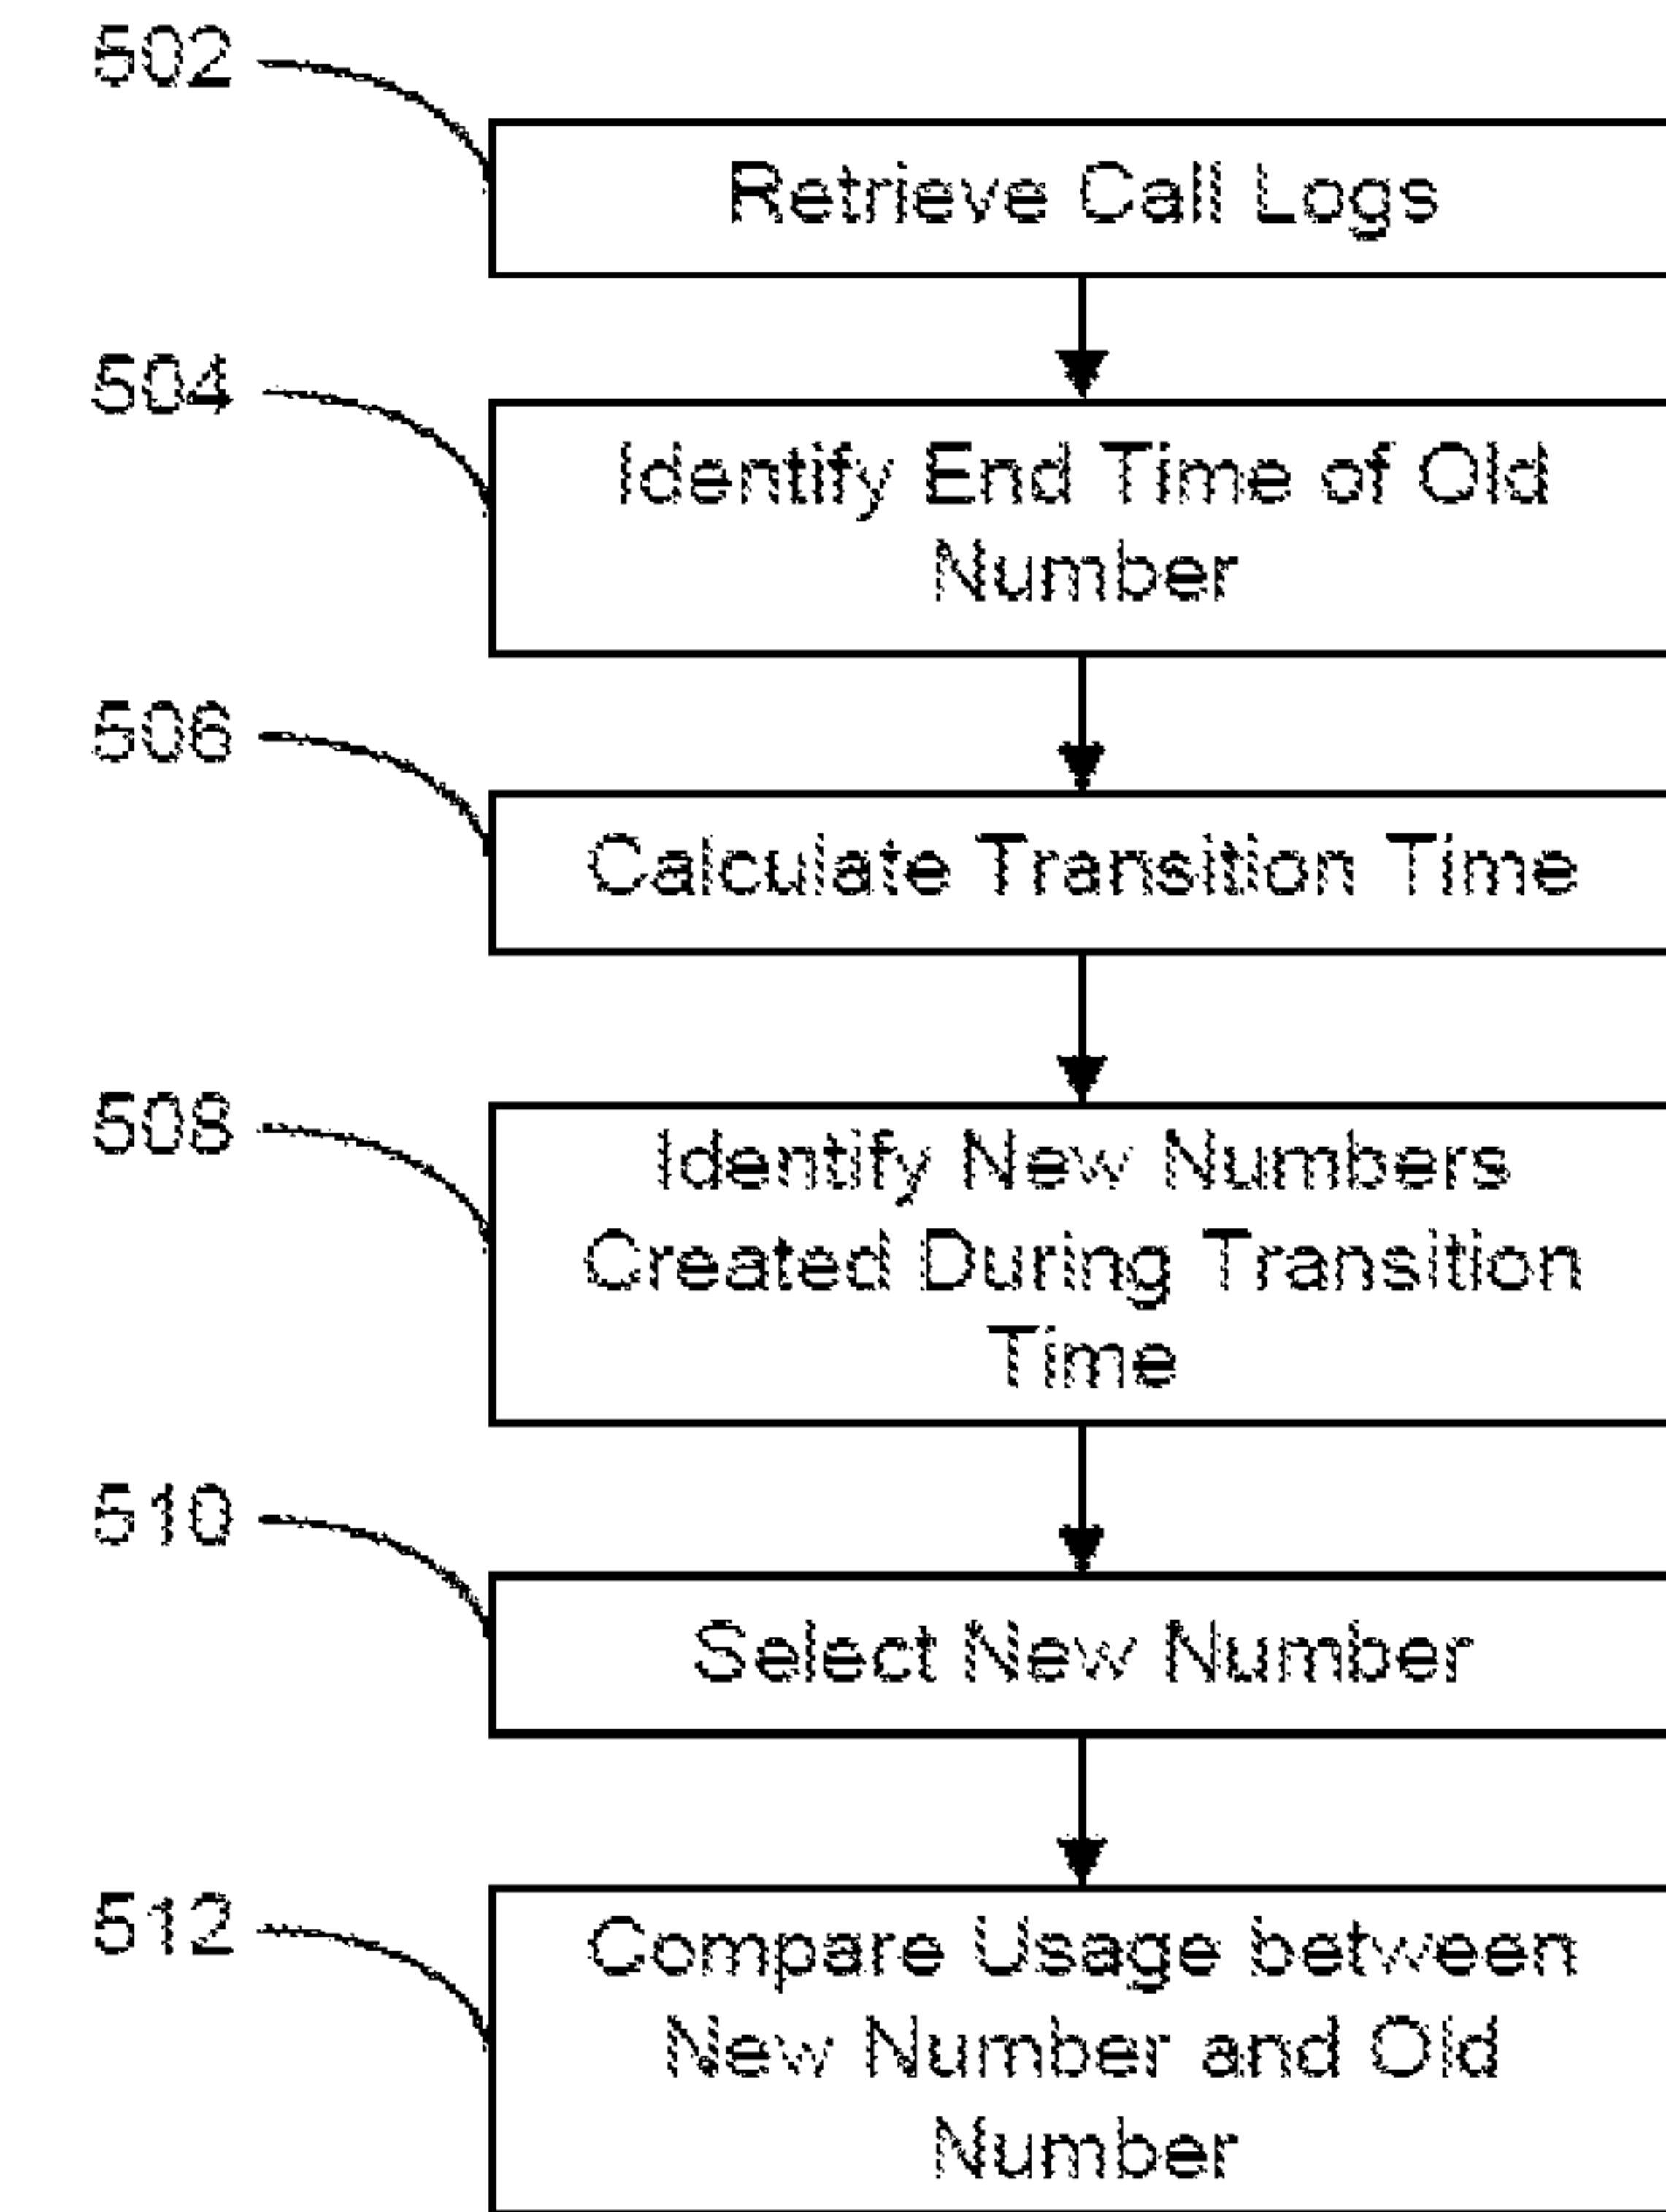 502
Retrieve Call Logs
504
Identify End Time of Old
Number
506
Calculate Transition Time
508
Identify New Numbers
Created During Transition
Time
510
Select New Number
512
Compare Usage between
New Number and Old
Number